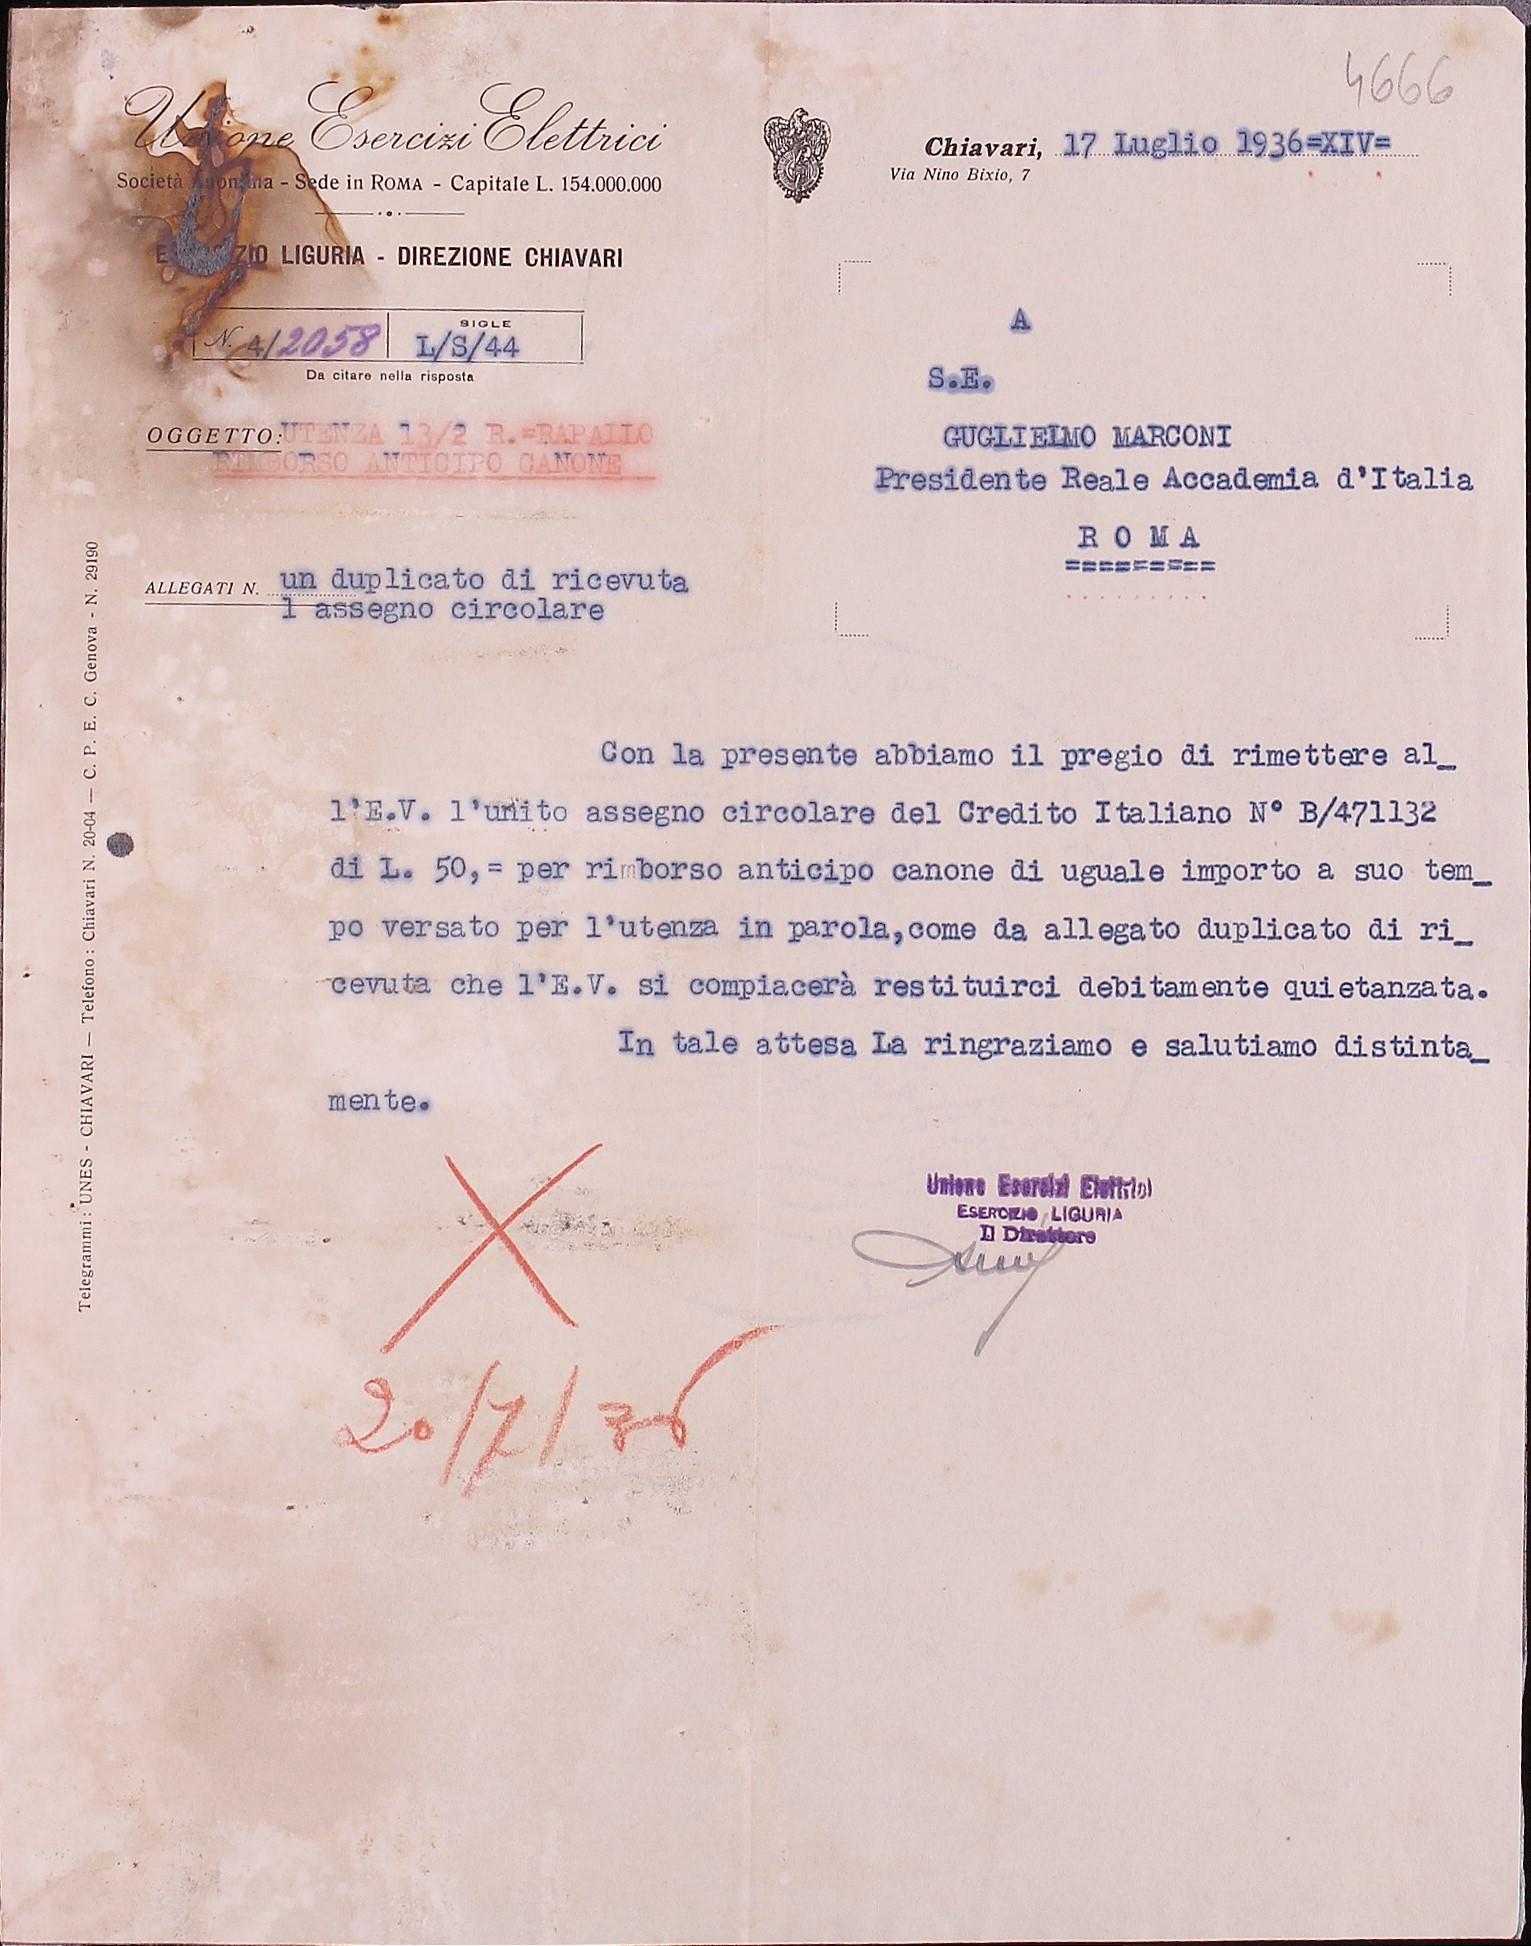 4666
Unione Esercizi Elettrici
Società Anonima - Sede in ROMA - Capitale L. 154.000.000
ESERCIZIO LIGURIA - DIREZIONE CHIAVARI
Chiavari, 17 Luglio 1936=XIV=
Via Nino Bixio, 7
N. 4/2058
SIGLE
L/S/44
Da citare nella risposta
OGGETTO: UTENZA 13/2 R.=RAPALLO
RIMBORSO ANTICIPO CANONE
A
S.E.
GUGLIELMO MARCONI
Presidente Reale Accademia d'Italia
R O M A
=========
ALLEGATI N. un duplicato di ricevuta
1 assegno circolare
Telegrammi: UNES - CHIAVARI — Telefono: Chiavari N. 20-04 — C. P. E. C. Genova - N. 29190
Con la presente abbiamo il pregio di rimettere al_
l'E.V. l'unito assegno circolare del Credito Italiano N° B/471132
di L. 50,= per rimborso anticipo canone di uguale importo a suo tem_
po versato per l'utenza in parola,come da allegato duplicato di ri_
cevuta che l'E.V. si compiacerà restituirci debitamente quietanzata.
In tale attesa La ringraziamo e salutiamo distinta_
mente.
Unione Esercizi Elettrici
ESERCIZIO LIGURIA
Il Direttore
20/7/36